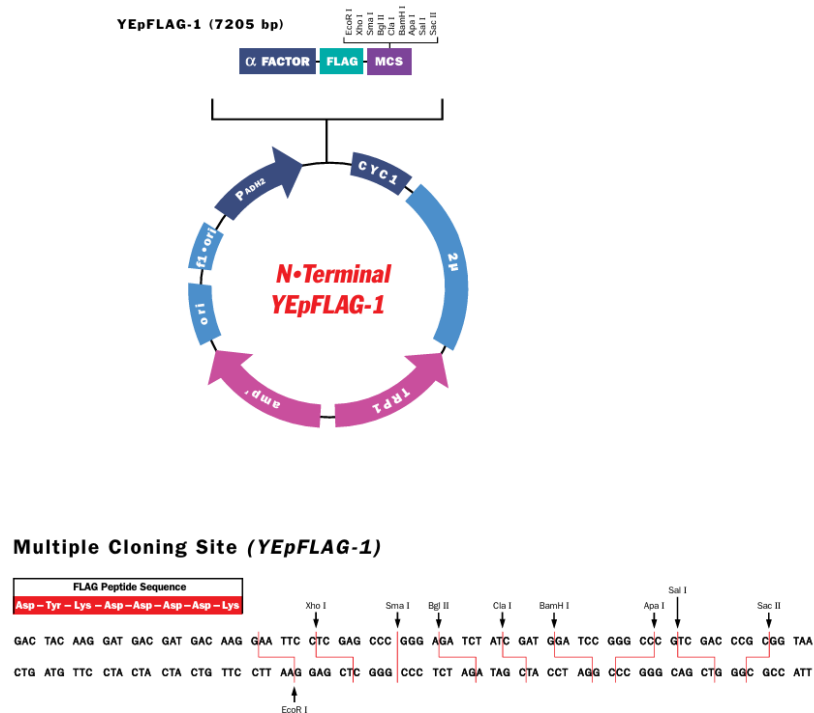 YEpFLAG-1 (7205 bp)
EcoR I
Xho I
Sma I
Bgl II
Cla I
BamH I
Apa I
Sal I
Sac II
α FACTOR FLAG MCS
PADH2
CYC1
f1•ori
2µ
N•Terminal
YEpFLAG-1
ori
ampʳ
TRP1
Multiple Cloning Site (YEpFLAG-1)
FLAG Peptide Sequence
Asp – Tyr – Lys – Asp – Asp – Asp – Asp – Lys
Sal I
Xho I Sma I Bgl II Cla I BamH I Apa I Sac II
GAC TAC AAG GAT GAC GAT GAC AAG GAA TTC CTC GAG CCC GGG AGA TCT ATC GAT GGA TCC GGG CCC GTC GAC CCG CGG TAA
CTG ATG TTC CTA CTA CTA CTG TTC CTT AAG GAG CTC GGG CCC TCT AGA TAG CTA CCT AGG CCC GGG CAG CTG GGC GCC ATT
EcoR I